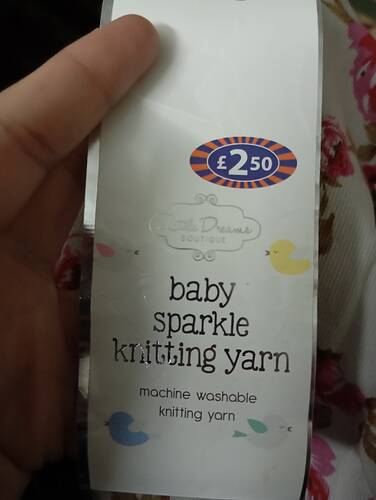 £2.50
Little Dreams
BOUTIQUE
baby
sparkle
knitting yarn
machine washable
knitting yarn